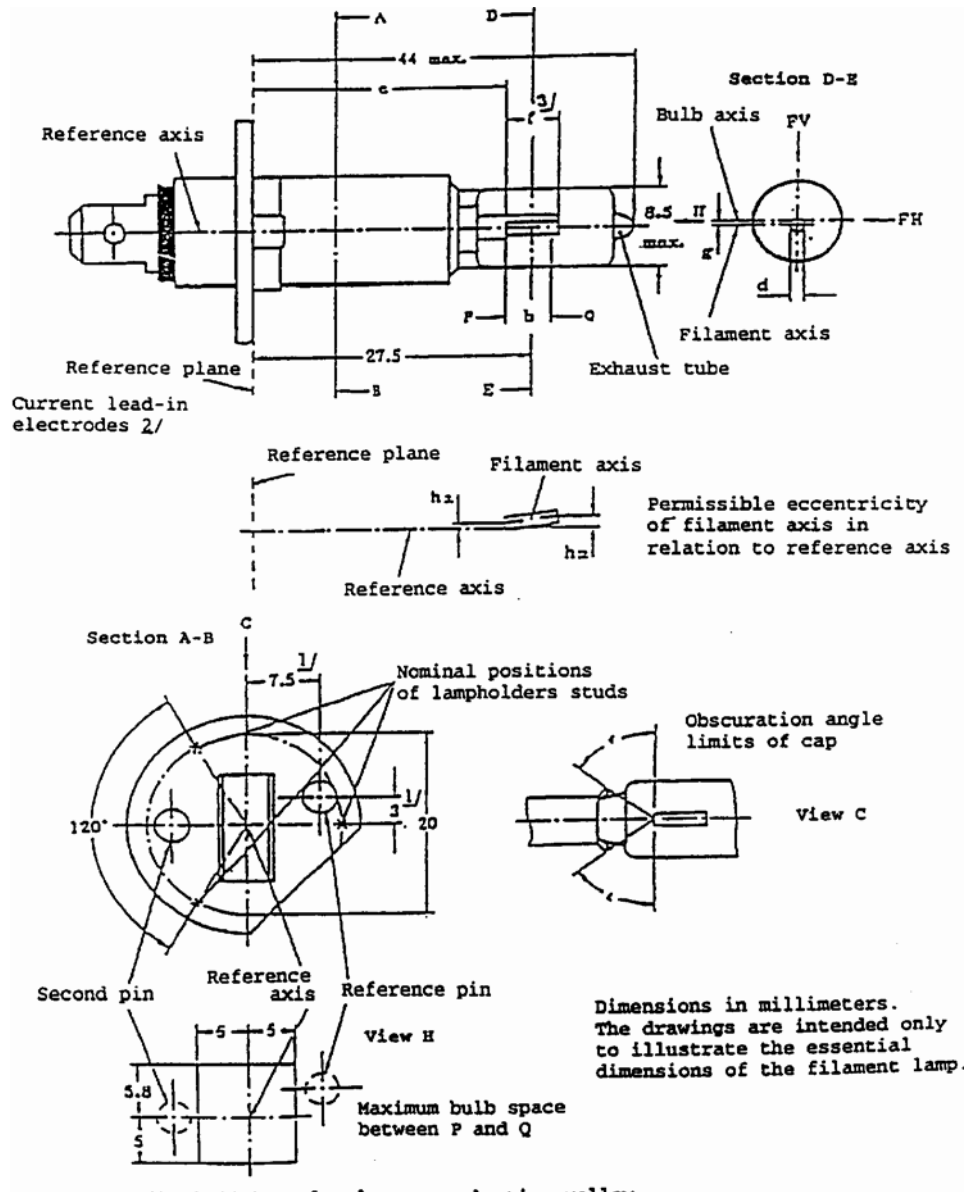 A
D
44 max.
Section D-E
e
3/
f
Bulb axis
FV
Reference axis
8.5
max.
FH
g
d
P
b
Q
Filament axis
27.5
Exhaust tube
Reference plane
B
E
Current lead-in
electrodes 2/
Reference plane
Filament axis
h1
Permissible eccentricity
of filament axis in
relation to reference axis
h2
Reference axis
C
Section A-B
1/
7.5
Nominal positions
of lampholders studs
Obscuration angle
limits of cap
1/
3
120°
20
View C
Second pin
Reference
axis
Reference pin
5
5
View H
Dimensions in millimeters.
The drawings are intended only
to illustrate the essential
dimensions of the filament lamp.
5.8
5
Maximum bulb space
between P and Q